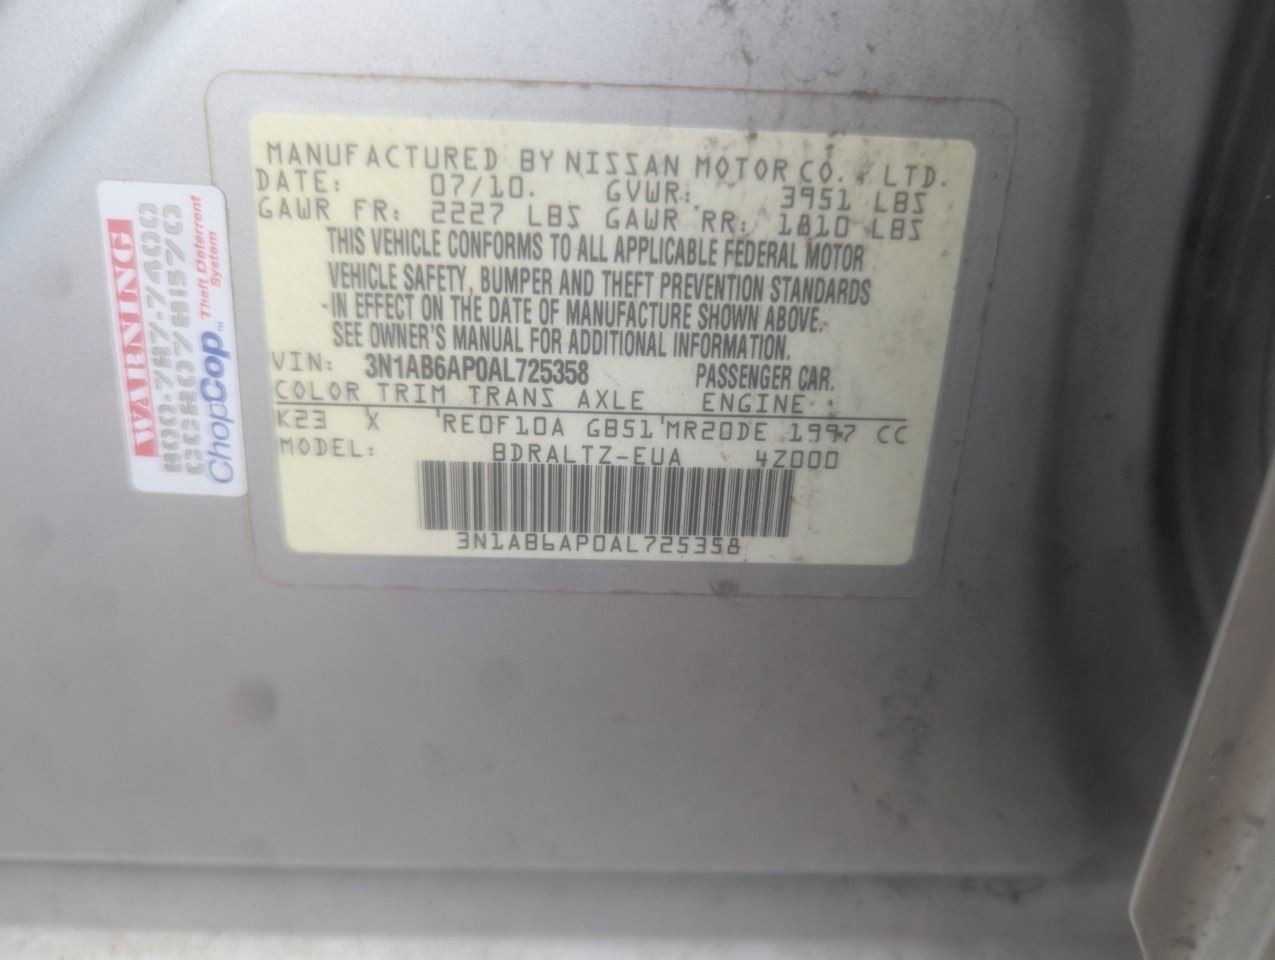 MANUFACTURED BY NISSAN MOTOR CO., LTD.
DATE: 07/10. GVWR: 3951 LBS
GAWR FR: 2227 LBS GAWR RR: 1810 LBS
THIS VEHICLE CONFORMS TO ALL APPLICABLE FEDERAL MOTOR
VEHICLE SAFETY, BUMPER AND THEFT PREVENTION STANDARDS
IN EFFECT ON THE DATE OF MANUFACTURE SHOWN ABOVE.
SEE OWNER'S MANUAL FOR ADDITIONAL INFORMATION.
VIN: 3N1AB6AP0AL725358 PASSENGER CAR.
COLOR TRIM TRANS AXLE ENGINE
K23 X RE0F10A GB51 MR20DE 1997 CC
MODEL: BDRALTZ-EUA 4Z000
3N1AB6AP0AL725358
WARNING
800-787-7400
Theft Deterrent
System
ChopCop™